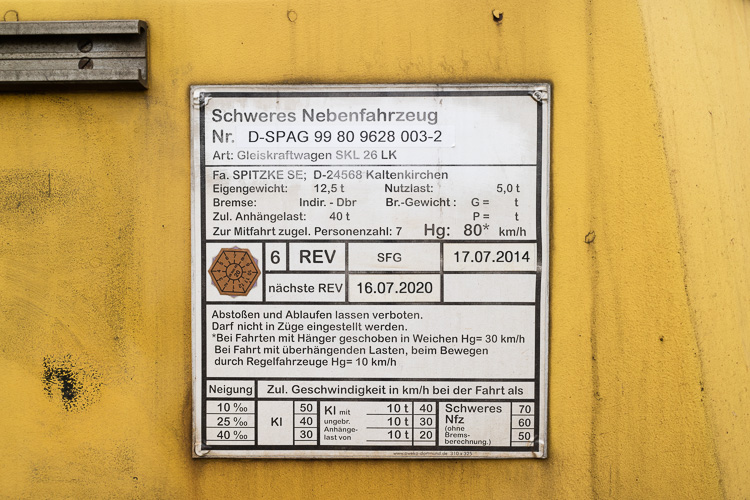 Schweres Nebenfahrzeug
Nr. D-SPAG 99 80 9628 003-2
Art: Gleiskraftwagen SKL 26 LK
Fa. SPITZKE SE; D-24568 Kaltenkirchen
Eigengewicht: 12,5 t Nutzlast: 5,0 t
Bremse: Indir. - Dbr Br.-Gewicht : G = t
Zul. Anhängelast: 40 t P = t
Zur Mitfahrt zugel. Personenzahl: 7 Hg: 80* km/h
6 REV SFG 17.07.2014
nächste REV 16.07.2020
Abstoßen und Ablaufen lassen verboten.
Darf nicht in Züge eingestellt werden.
*Bei Fahrten mit Hänger geschoben in Weichen Hg= 30 km/h
Bei Fahrt mit überhängenden Lasten, beim Bewegen
durch Regelfahrzeuge Hg= 10 km/h
Neigung Zul. Geschwindigkeit in km/h bei der Fahrt als
10 ‰ 50 10 t 40 70
25 ‰ 40 10 t 30 60
40 ‰ 30 10 t 20 50
Kl
Kl mit
ungebr.
Anhänge-
last von
Schweres
Nfz
(ohne
Brems-
berechnung.)